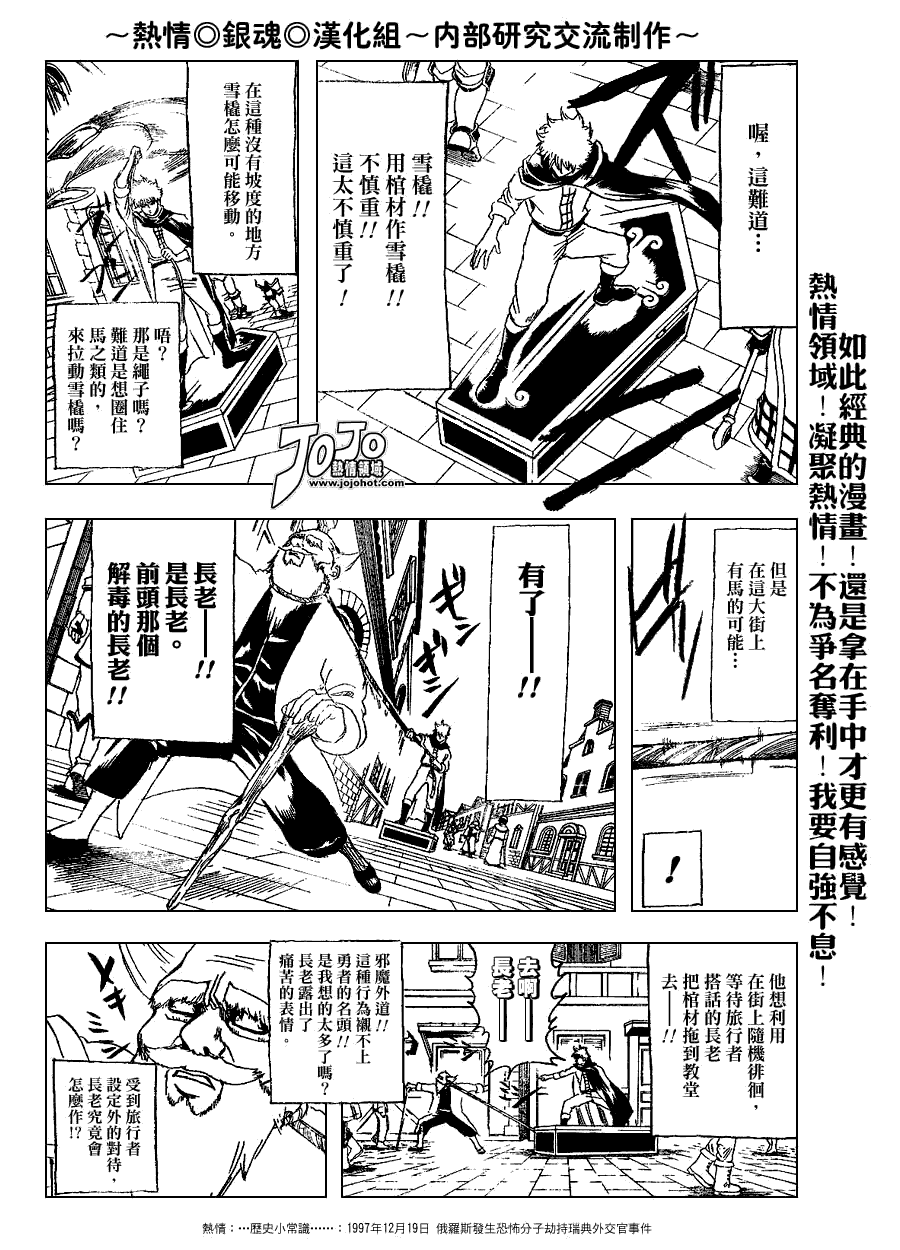 ～熱情◎銀魂◎漢化組～内部研究交流制作～
喔，這難道…
雪橇!!
用棺材作雪橇!!
不慎重!!
這太不慎重了！
在這種沒有坡度的地方
雪橇怎麼可能移動。
唔？
那是繩子嗎？
難道是想圈住
馬之類的，
來拉動雪橇嗎？
JOJO
熱情領域
www.jojohot.com
但是
在這大街上
有馬的可能…
！
有了——!!
ギン
ギン
長老——!!
是長老。
前頭那個
解毒的長老!!
他想利用
在街上隨機徘徊，
等待旅行者
搭話的長老
把棺材拖到教堂
去——!!
去啊——
長老——
邪魔外道!!
這種行為襯不上
勇者的名頭!!
是我想的太多了嗎？
長老露出了
痛苦的表情。
受到旅行者
設定外的對待，
長老究竟會
怎麼作!?
如此經典的漫畫！還是拿在手中才更有感覺！
熱情領域！凝聚熱情！不為爭名奪利！我要自強不息！
熱情：…歷史小常識……：1997年12月19日 俄羅斯發生恐怖分子劫持瑞典外交官事件